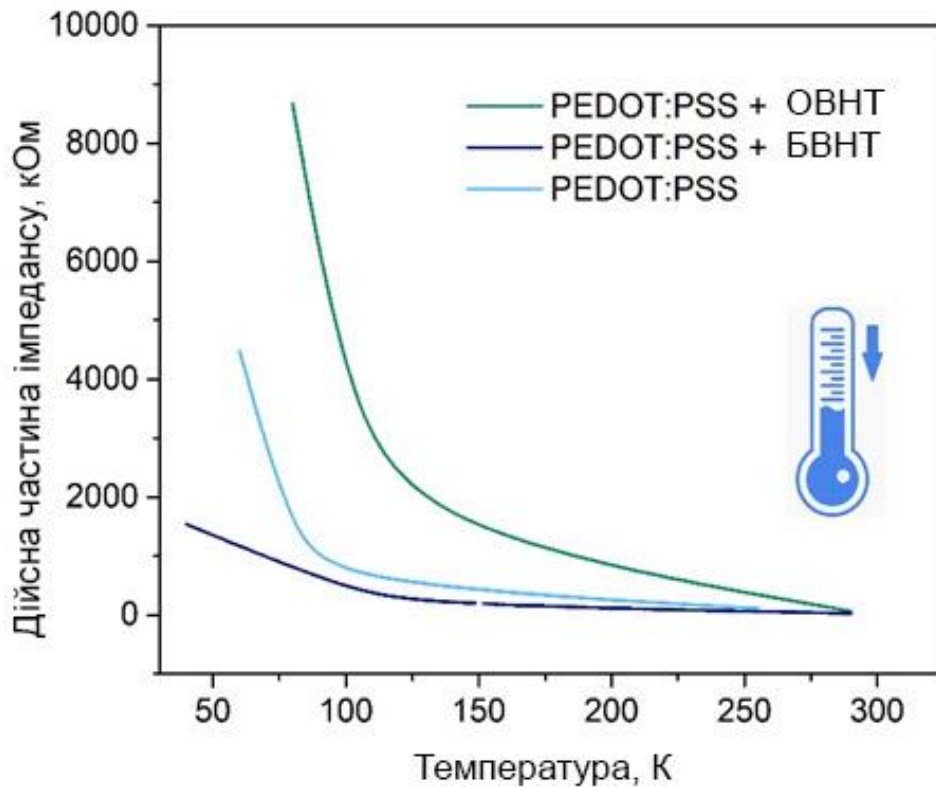 10000
8000
6000
4000
2000
0
Дійсна частина імпедансу, кОм
PEDOT:PSS + ОВНТ
PEDOT:PSS + БВНТ
PEDOT:PSS
50 100 150 200 250 300
Температура, К